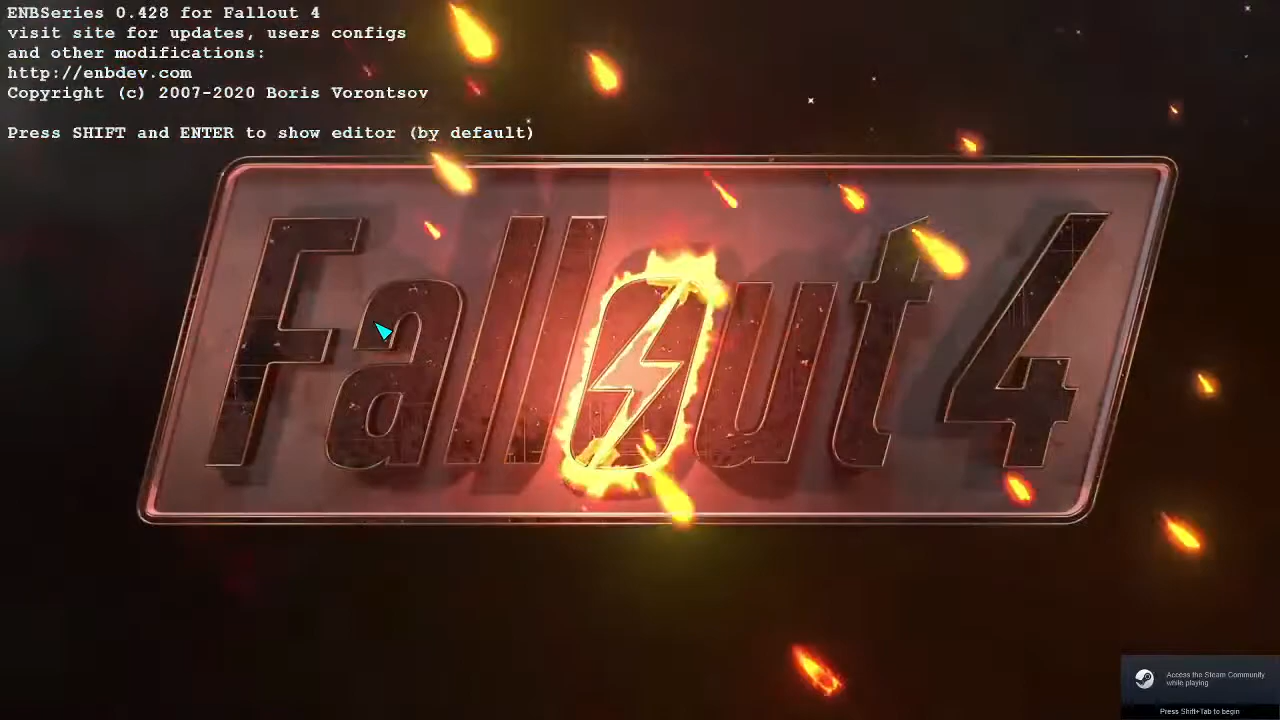 ENBSeries 0.428 for Fallout 4
visit site for updates, users configs
and other modifications:
http://enbdev.com
Copyright (c) 2007-2020 Boris Vorontsov
Press SHIFT and ENTER to show editor (by default)
Fallout 4
Access the Steam Community
while playing
Press Shift+Tab to begin